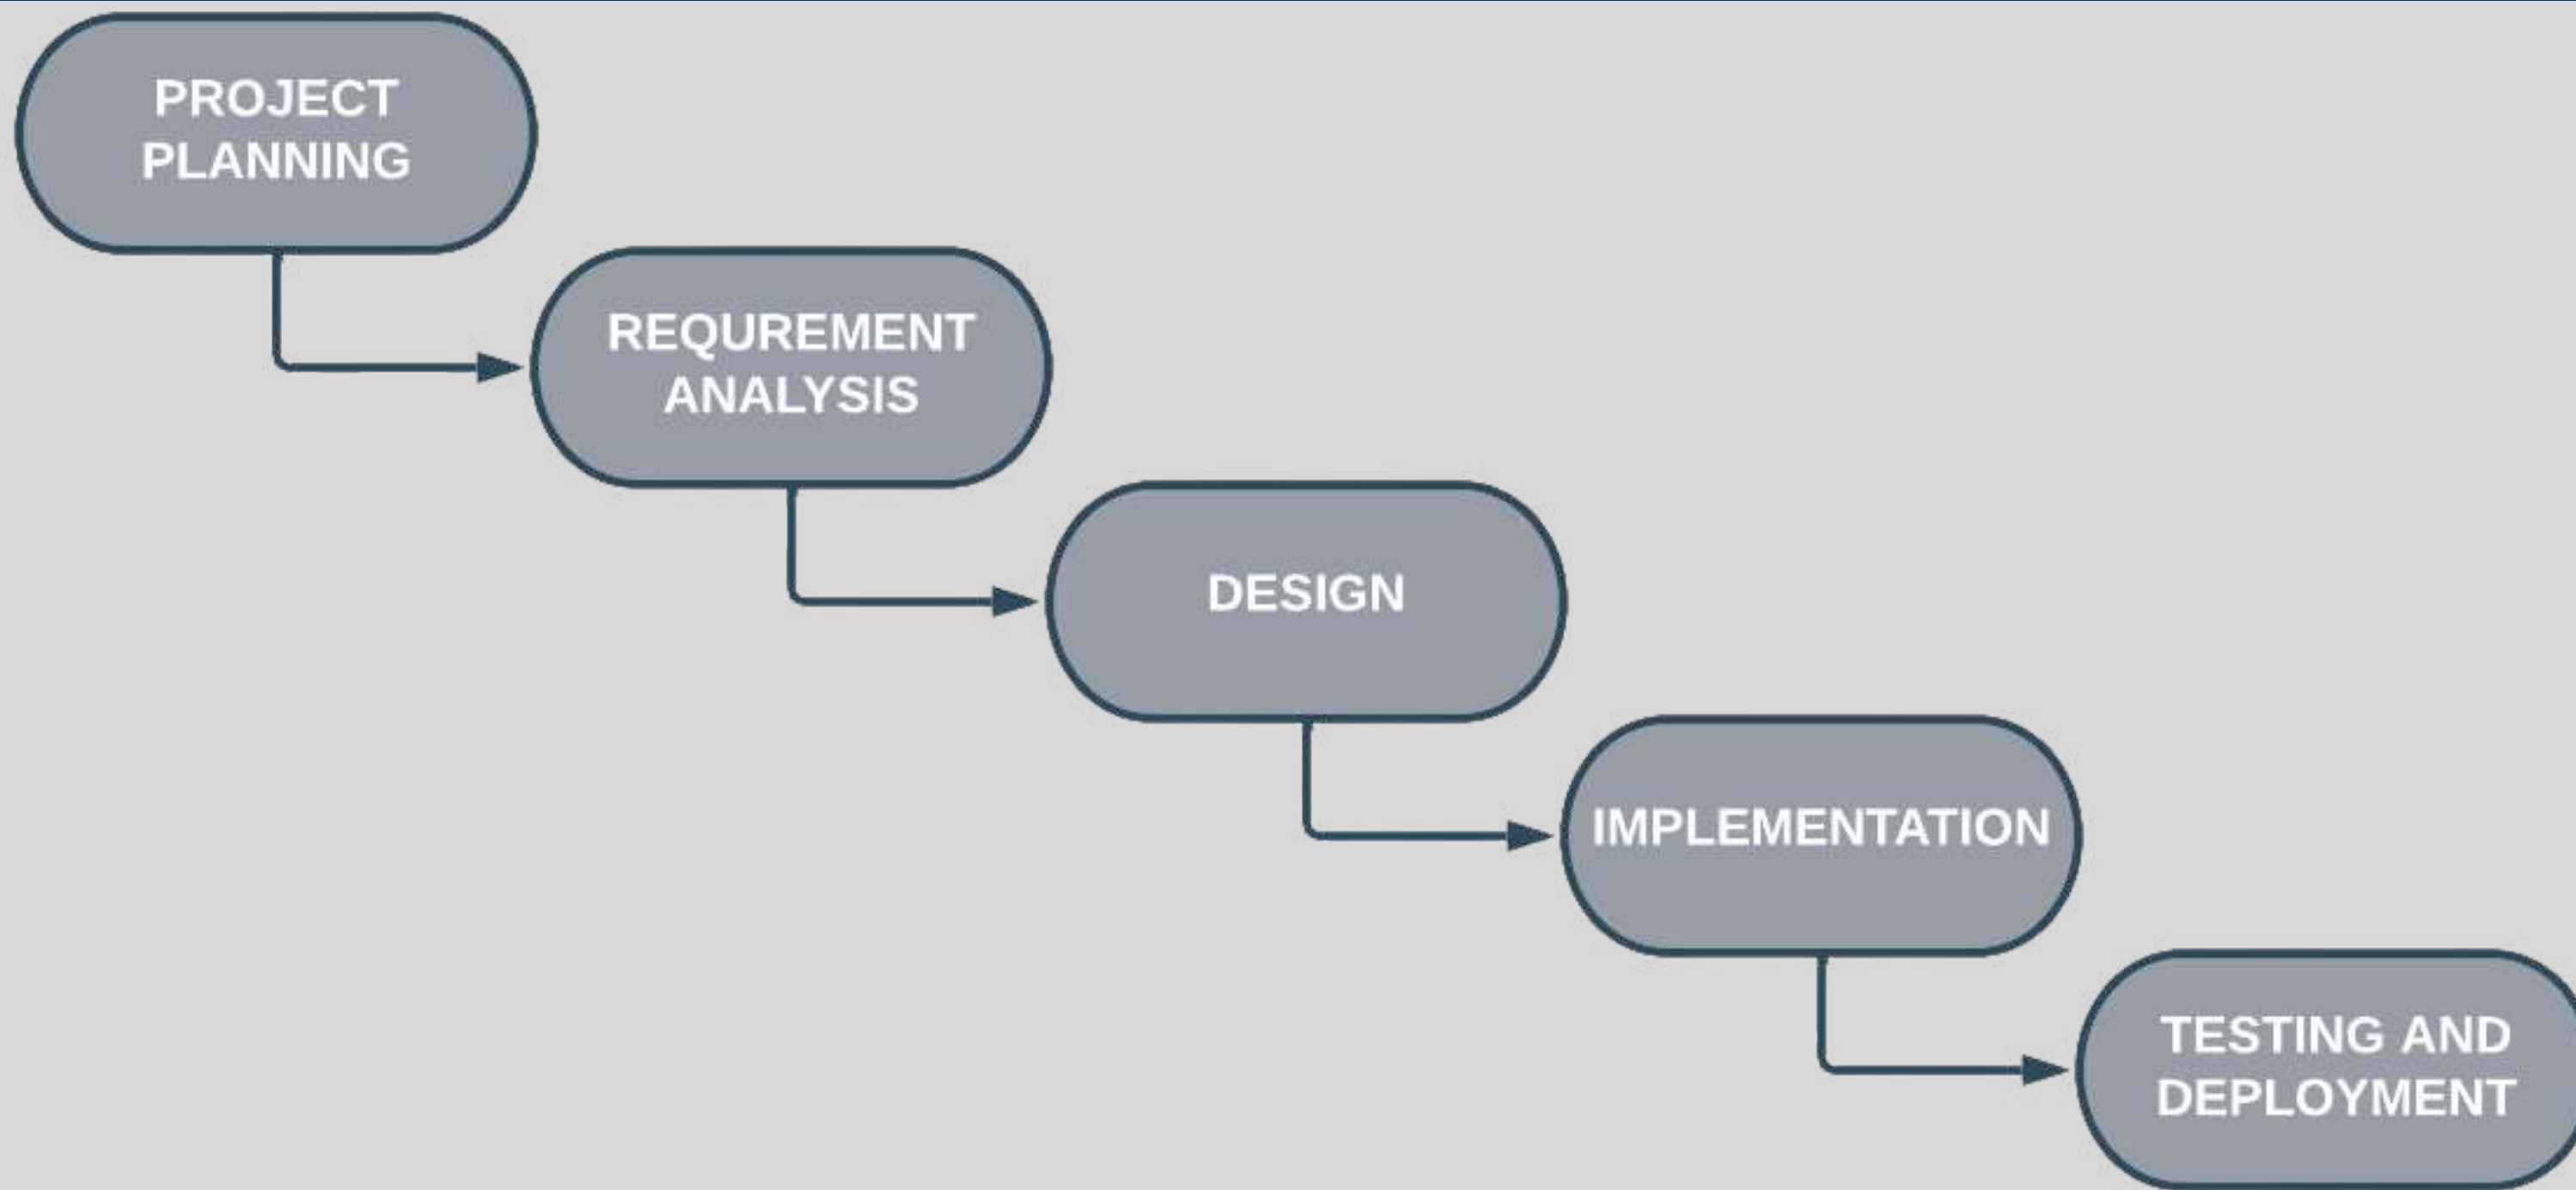 PROJECT
PLANNING
REQUREMENT
ANALYSIS
DESIGN
IMPLEMENTATION
TESTING AND
DEPLOYMENT